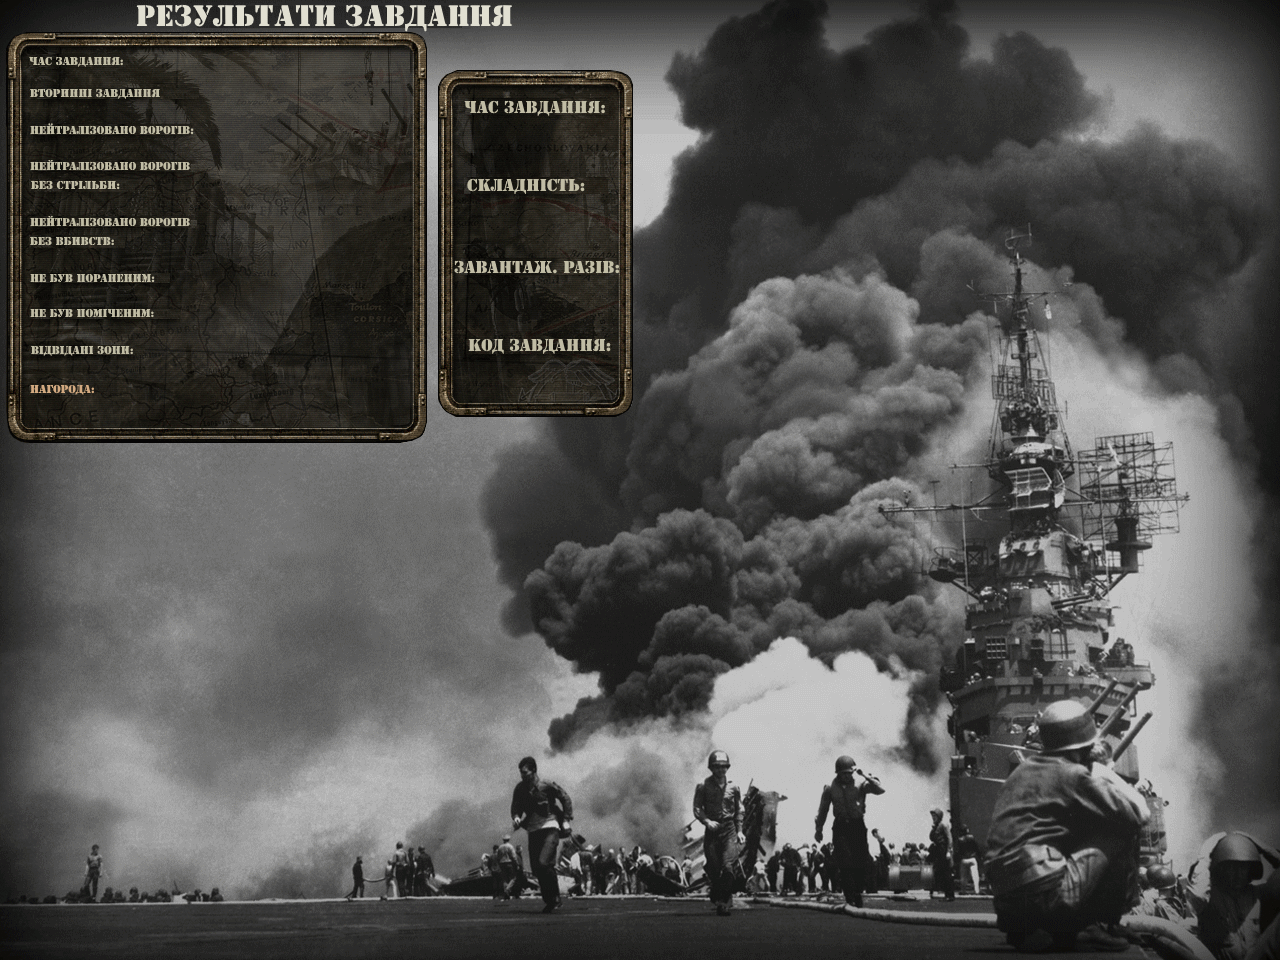 РЕЗУЛЬТАТИ ЗАВДАННЯ
ЧАС ЗАВДАННЯ:
ВТОРИННІ ЗАВДАННЯ
НЕЙТРАЛІЗОВАНО ВОРОГІВ:
НЕЙТРАЛІЗОВАНО ВОРОГІВ
БЕЗ СТРІЛЬБИ:
НЕЙТРАЛІЗОВАНО ВОРОГІВ
БЕЗ ВБИВСТВ:
НЕ БУВ ПОРАНЕНИМ:
НЕ БУВ ПОМІЧЕНИМ:
ВІДВІДАНІ ЗОНИ:
НАГОРОДА:
ЧАС ЗАВДАННЯ:
СКЛАДНІСТЬ:
ЗАВАНТАЖ. РАЗІВ:
КОД ЗАВДАННЯ: